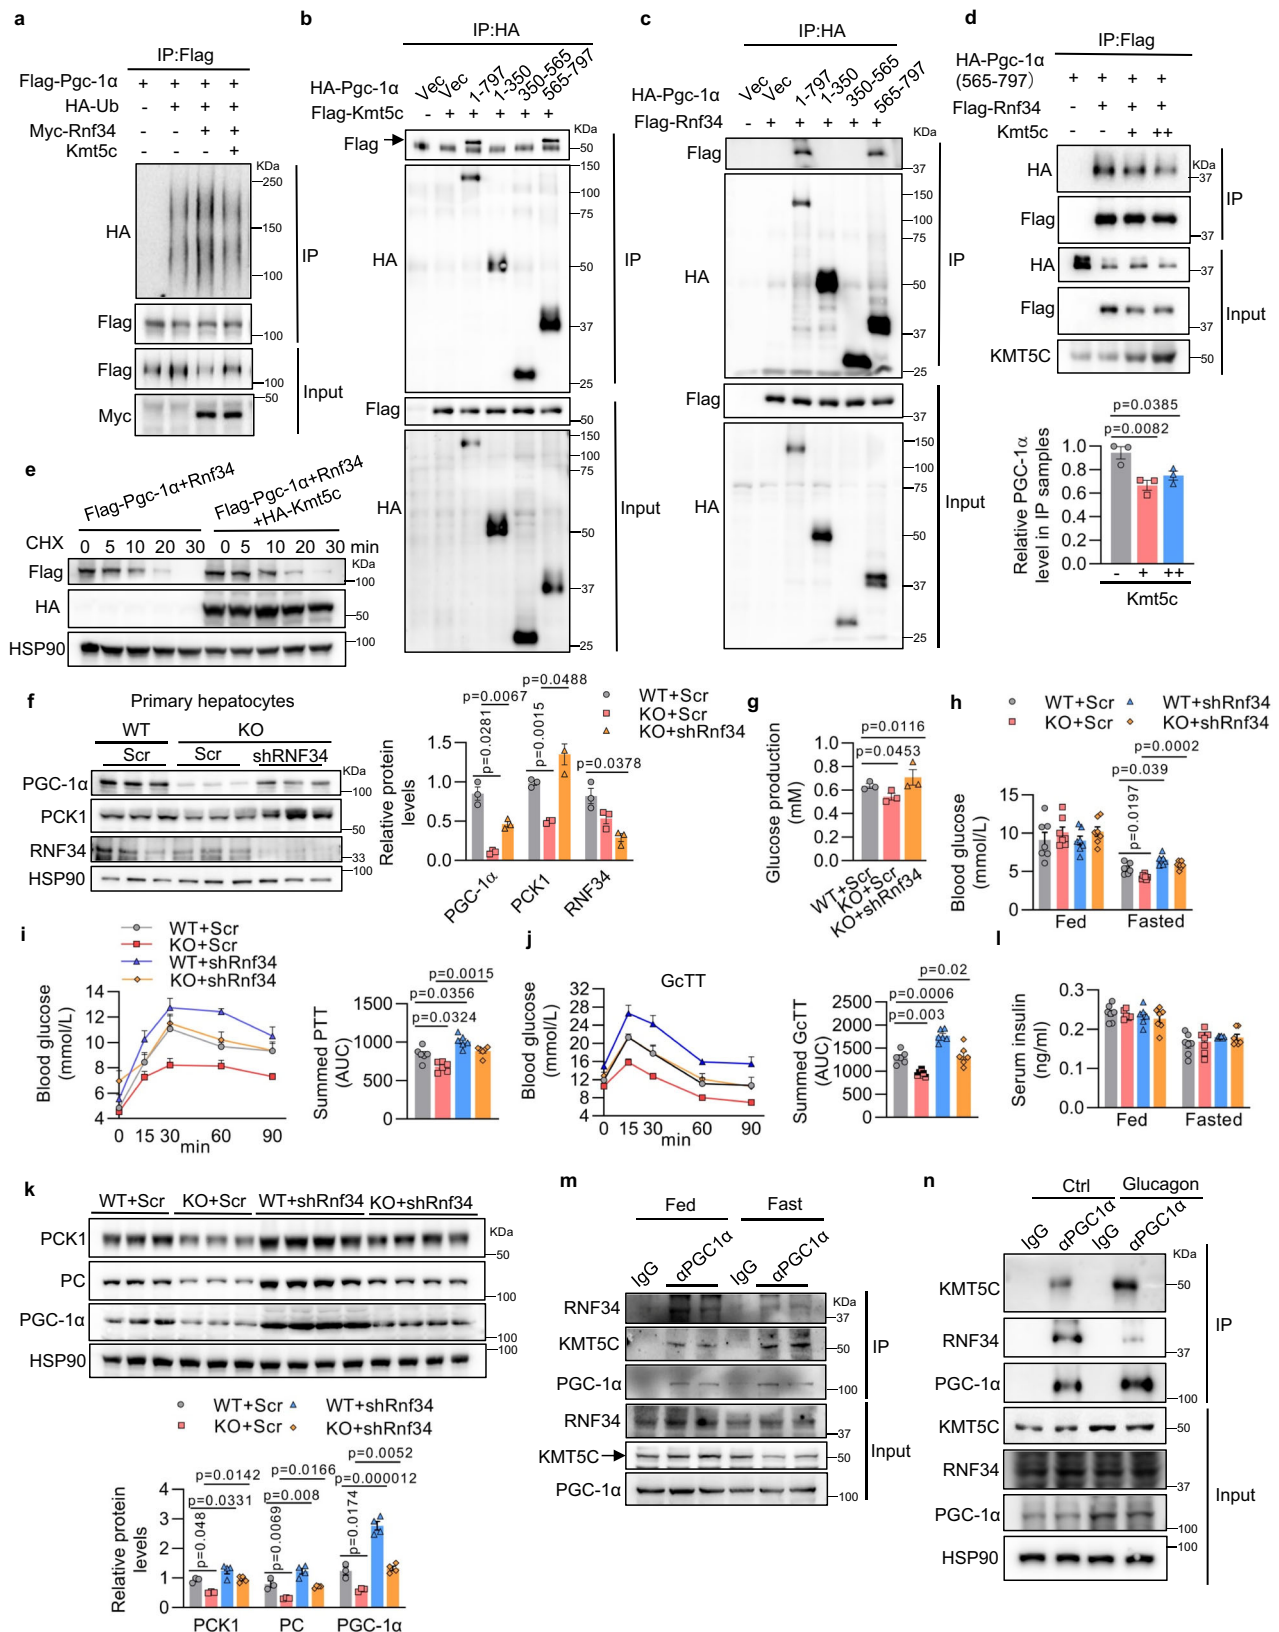 a
IP:Flag
Flag-Pgc-1α + + + +
HA-Ub - + + +
Myc-Rnf34 - - + +
Kmt5c - - - +
KDa
HA
250
150
100
IP
Flag
100
Flag
100
Input
Myc
50
b
IP:HA
HA-Pgc-1α Vec Vec 1-797 1-350 350-565 565-797
Flag-Kmt5c - + + + + +
KDa
Flag
50
HA
150
100
75
50
37
25
IP
Flag
50
HA
150
100
75
50
37
25
Input
c
IP:HA
HA-Pgc-1α Vec Vec 1-797 1-350 350-565 565-797
Flag-Rnf34 - + + + + +
KDa
Flag
37
HA
150
100
75
50
37
25
IP
Flag
37
HA
150
100
75
50
37
25
Input
d
IP:Flag
HA-Pgc-1α
(565-797) + + + +
Flag-Rnf34 - + + +
Kmt5c - - + ++
KDa
HA
37
Flag
37
IP
HA
37
Flag
37
KMT5C
50
Input
p=0.0385
p=0.0082
Relative PGC-1α
level in IP samples
1.0
0.8
0.6
0.4
0.2
0.0
- + ++
Kmt5c
e
Flag-Pgc-1α+Rnf34
Flag-Pgc-1α+Rnf34
+HA-Kmt5c
CHX 0 5 10 20 30 0 5 10 20 30 min
KDa
Flag
100
HA
50
HSP90
100
f
Primary hepatocytes
WT KO
Scr Scr shRNF34
KDa
PGC-1α
100
PCK1
50
RNF34
33
HSP90
100
WT+Scr
KO+Scr
KO+shRnf34
p=0.0281
p=0.0067
p=0.0015
p=0.0488
p=0.0378
Relative protein
levels
1.5
1.0
0.5
0.0
PGC-1α PCK1 RNF34
g
p=0.0116
p=0.0453
Glucose production
(mM)
1.0
0.8
0.6
0.4
0.2
0.0
WT+Scr
KO+Scr
KO+shRnf34
h
WT+Scr WT+shRnf34
KO+Scr KO+shRnf34
p=0.0002
p=0.039
p=0.0197
Blood glucose
(mmol/L)
15
10
5
0
Fed Fasted
i
WT+Scr
KO+Scr
WT+shRnf34
KO+shRnf34
Blood glucose
(mmol/L)
14
12
10
8
6
4
0 15 30 60 90
min
p=0.0015
p=0.0356
p=0.0324
Summed PTT
(AUC)
1500
1000
500
0
j
GcTT
Blood glucose
(mmol/L)
32
28
24
20
16
12
8
4
0 15 30 60 90
min
p=0.02
p=0.0006
p=0.003
Summed GcTT
(AUC)
2500
2000
1500
1000
500
0
l
Serum insulin
(ng/ml)
0.3
0.2
0.1
0.0
Fed Fasted
k
WT+Scr KO+Scr WT+shRnf34 KO+shRnf34
KDa
PCK1
50
PC
100
PGC-1α
100
HSP90
100
WT+Scr WT+shRnf34
KO+Scr KO+shRnf34
p=0.0142
p=0.0331
p=0.048
p=0.0166
p=0.008
p=0.0069
p=0.0052
p=0.000012
p=0.0174
Relative protein
levels
4
3
2
1
0
PCK1 PC PGC-1α
m
Fed Fast
IgG αPGC1α IgG αPGC1α
KDa
RNF34
37
KMT5C
50
PGC-1α
100
IP
RNF34
37
KMT5C
50
PGC-1α
100
Input
n
Ctrl Glucagon
IgG αPGC1α IgG αPGC1α
KDa
KMT5C
50
RNF34
37
PGC-1α
100
IP
KMT5C
50
RNF34
37
PGC-1α
100
HSP90
100
Input